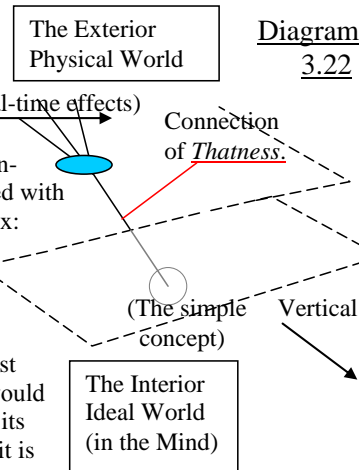 The Exterior
Physical World
Diagram
3.22
l-time effects)
Connection
of Thatness.
n-
ed with
x:
(The simple
concept)
Vertical
st
ould
its
it is
The Interior
Ideal World
(in the Mind)